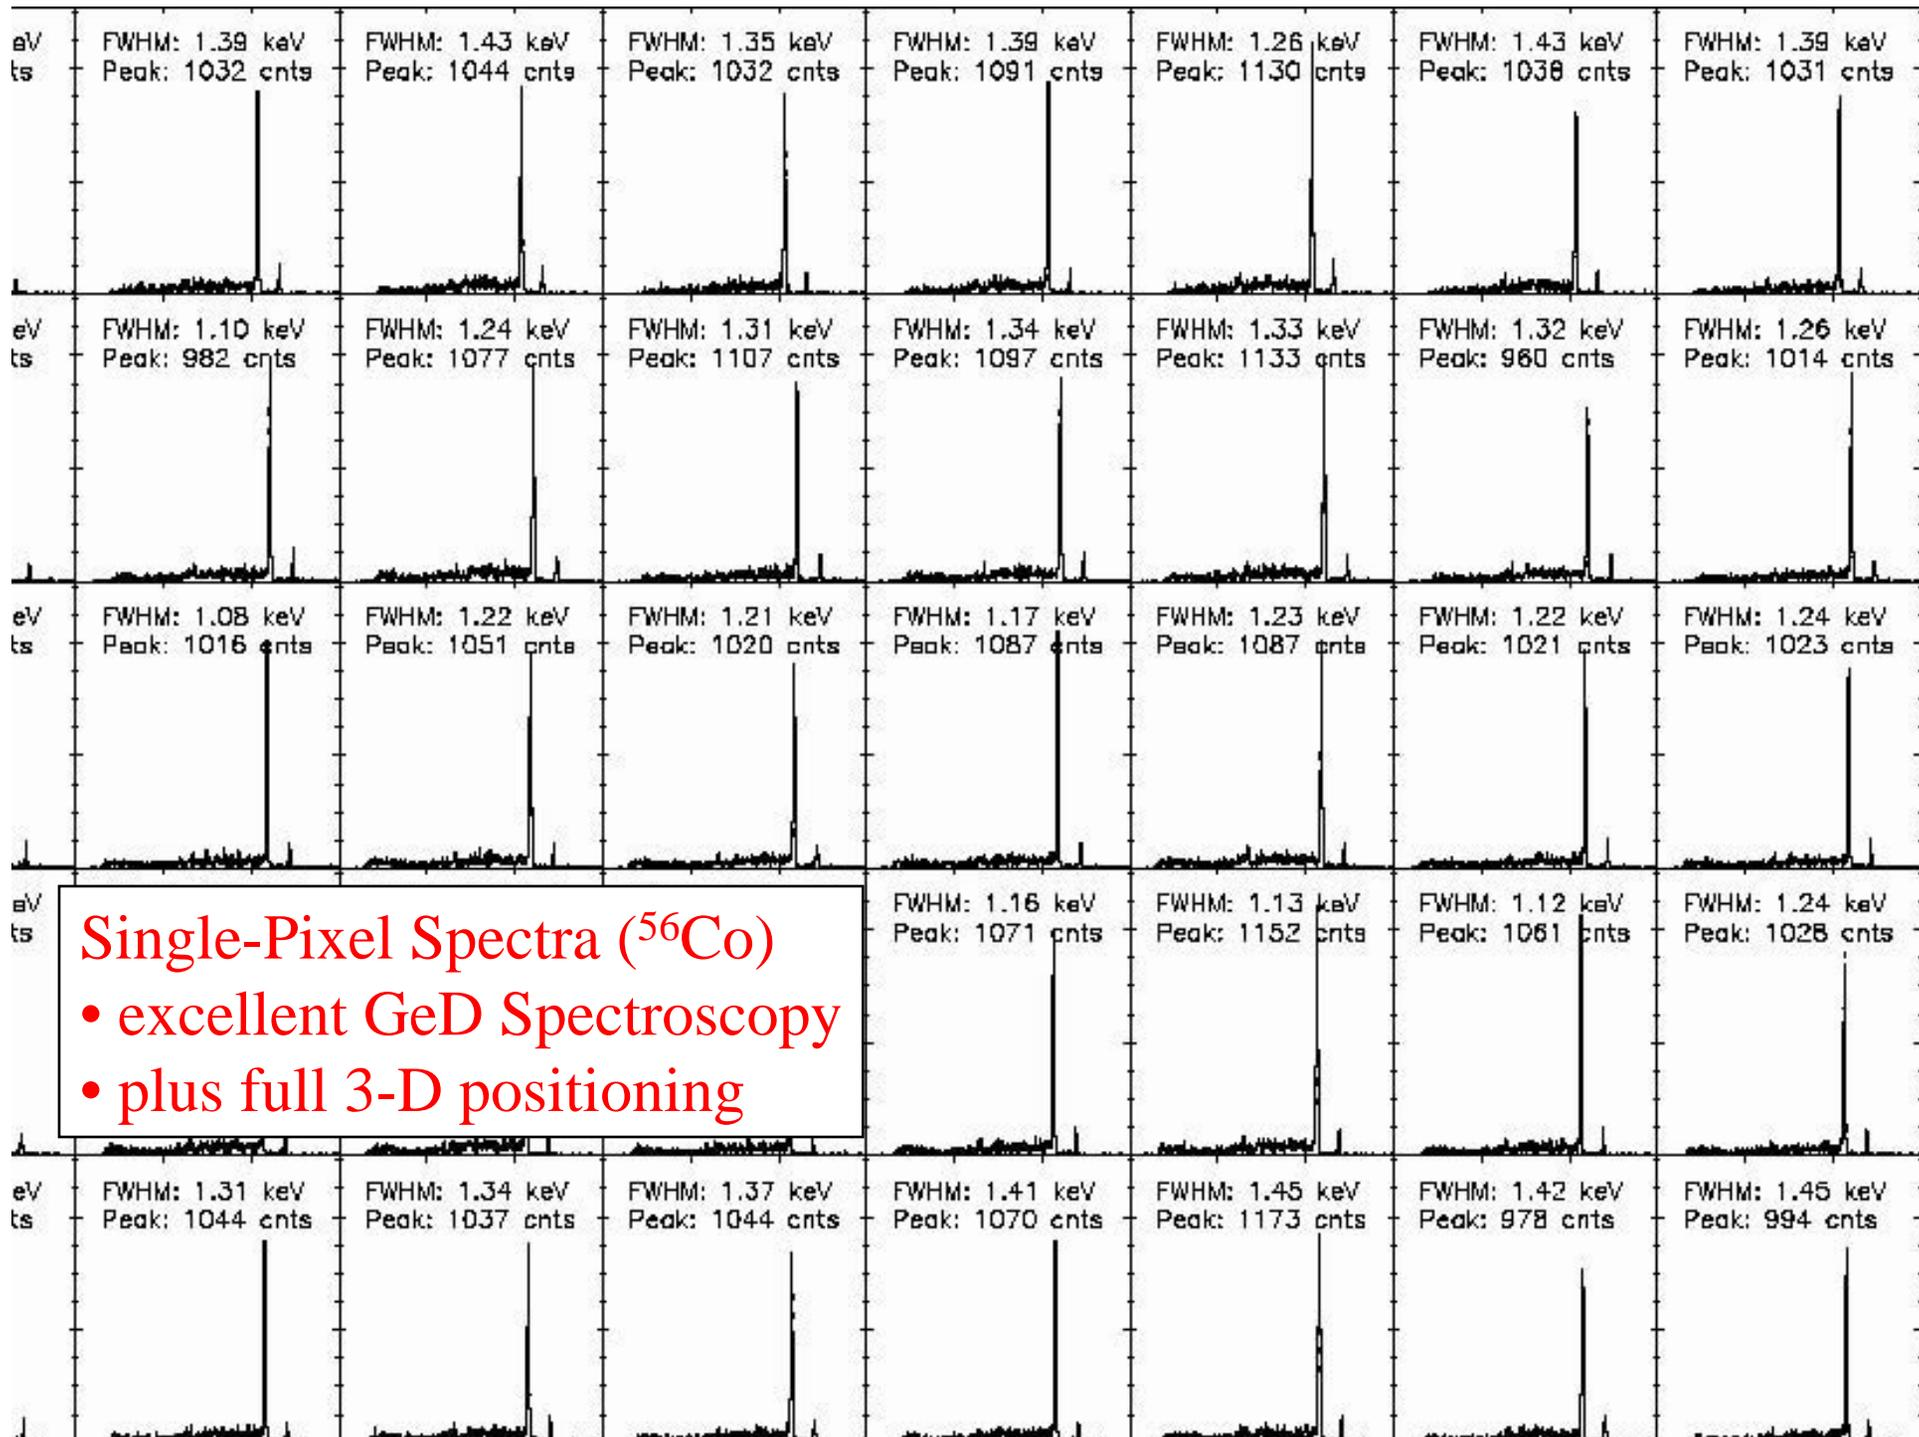 eV FWHM: 1.39 keV FWHM: 1.43 keV FWHM: 1.35 keV FWHM: 1.39 keV FWHM: 1.26 keV FWHM: 1.43 keV FWHM: 1.39 keV
ts Peak: 1032 cnts Peak: 1044 cnts Peak: 1032 cnts Peak: 1091 cnts Peak: 1130 cnts Peak: 1038 cnts Peak: 1031 cnts
eV FWHM: 1.10 keV FWHM: 1.24 keV FWHM: 1.31 keV FWHM: 1.34 keV FWHM: 1.33 keV FWHM: 1.32 keV FWHM: 1.26 keV
ts Peak: 982 cnts Peak: 1077 cnts Peak: 1107 cnts Peak: 1097 cnts Peak: 1133 cnts Peak: 960 cnts Peak: 1014 cnts
eV FWHM: 1.08 keV FWHM: 1.22 keV FWHM: 1.21 keV FWHM: 1.17 keV FWHM: 1.23 keV FWHM: 1.22 keV FWHM: 1.24 keV
ts Peak: 1016 cnts Peak: 1051 cnts Peak: 1020 cnts Peak: 1087 cnts Peak: 1087 cnts Peak: 1021 cnts Peak: 1023 cnts
eV FWHM: 1.16 keV FWHM: 1.13 keV FWHM: 1.12 keV FWHM: 1.24 keV
ts Peak: 1071 cnts Peak: 1152 cnts Peak: 1061 cnts Peak: 1028 cnts
Single-Pixel Spectra (⁵⁶Co)
• excellent GeD Spectroscopy
• plus full 3-D positioning
eV FWHM: 1.31 keV FWHM: 1.34 keV FWHM: 1.37 keV FWHM: 1.41 keV FWHM: 1.45 keV FWHM: 1.42 keV FWHM: 1.45 keV
ts Peak: 1044 cnts Peak: 1037 cnts Peak: 1044 cnts Peak: 1070 cnts Peak: 1173 cnts Peak: 978 cnts Peak: 994 cnts